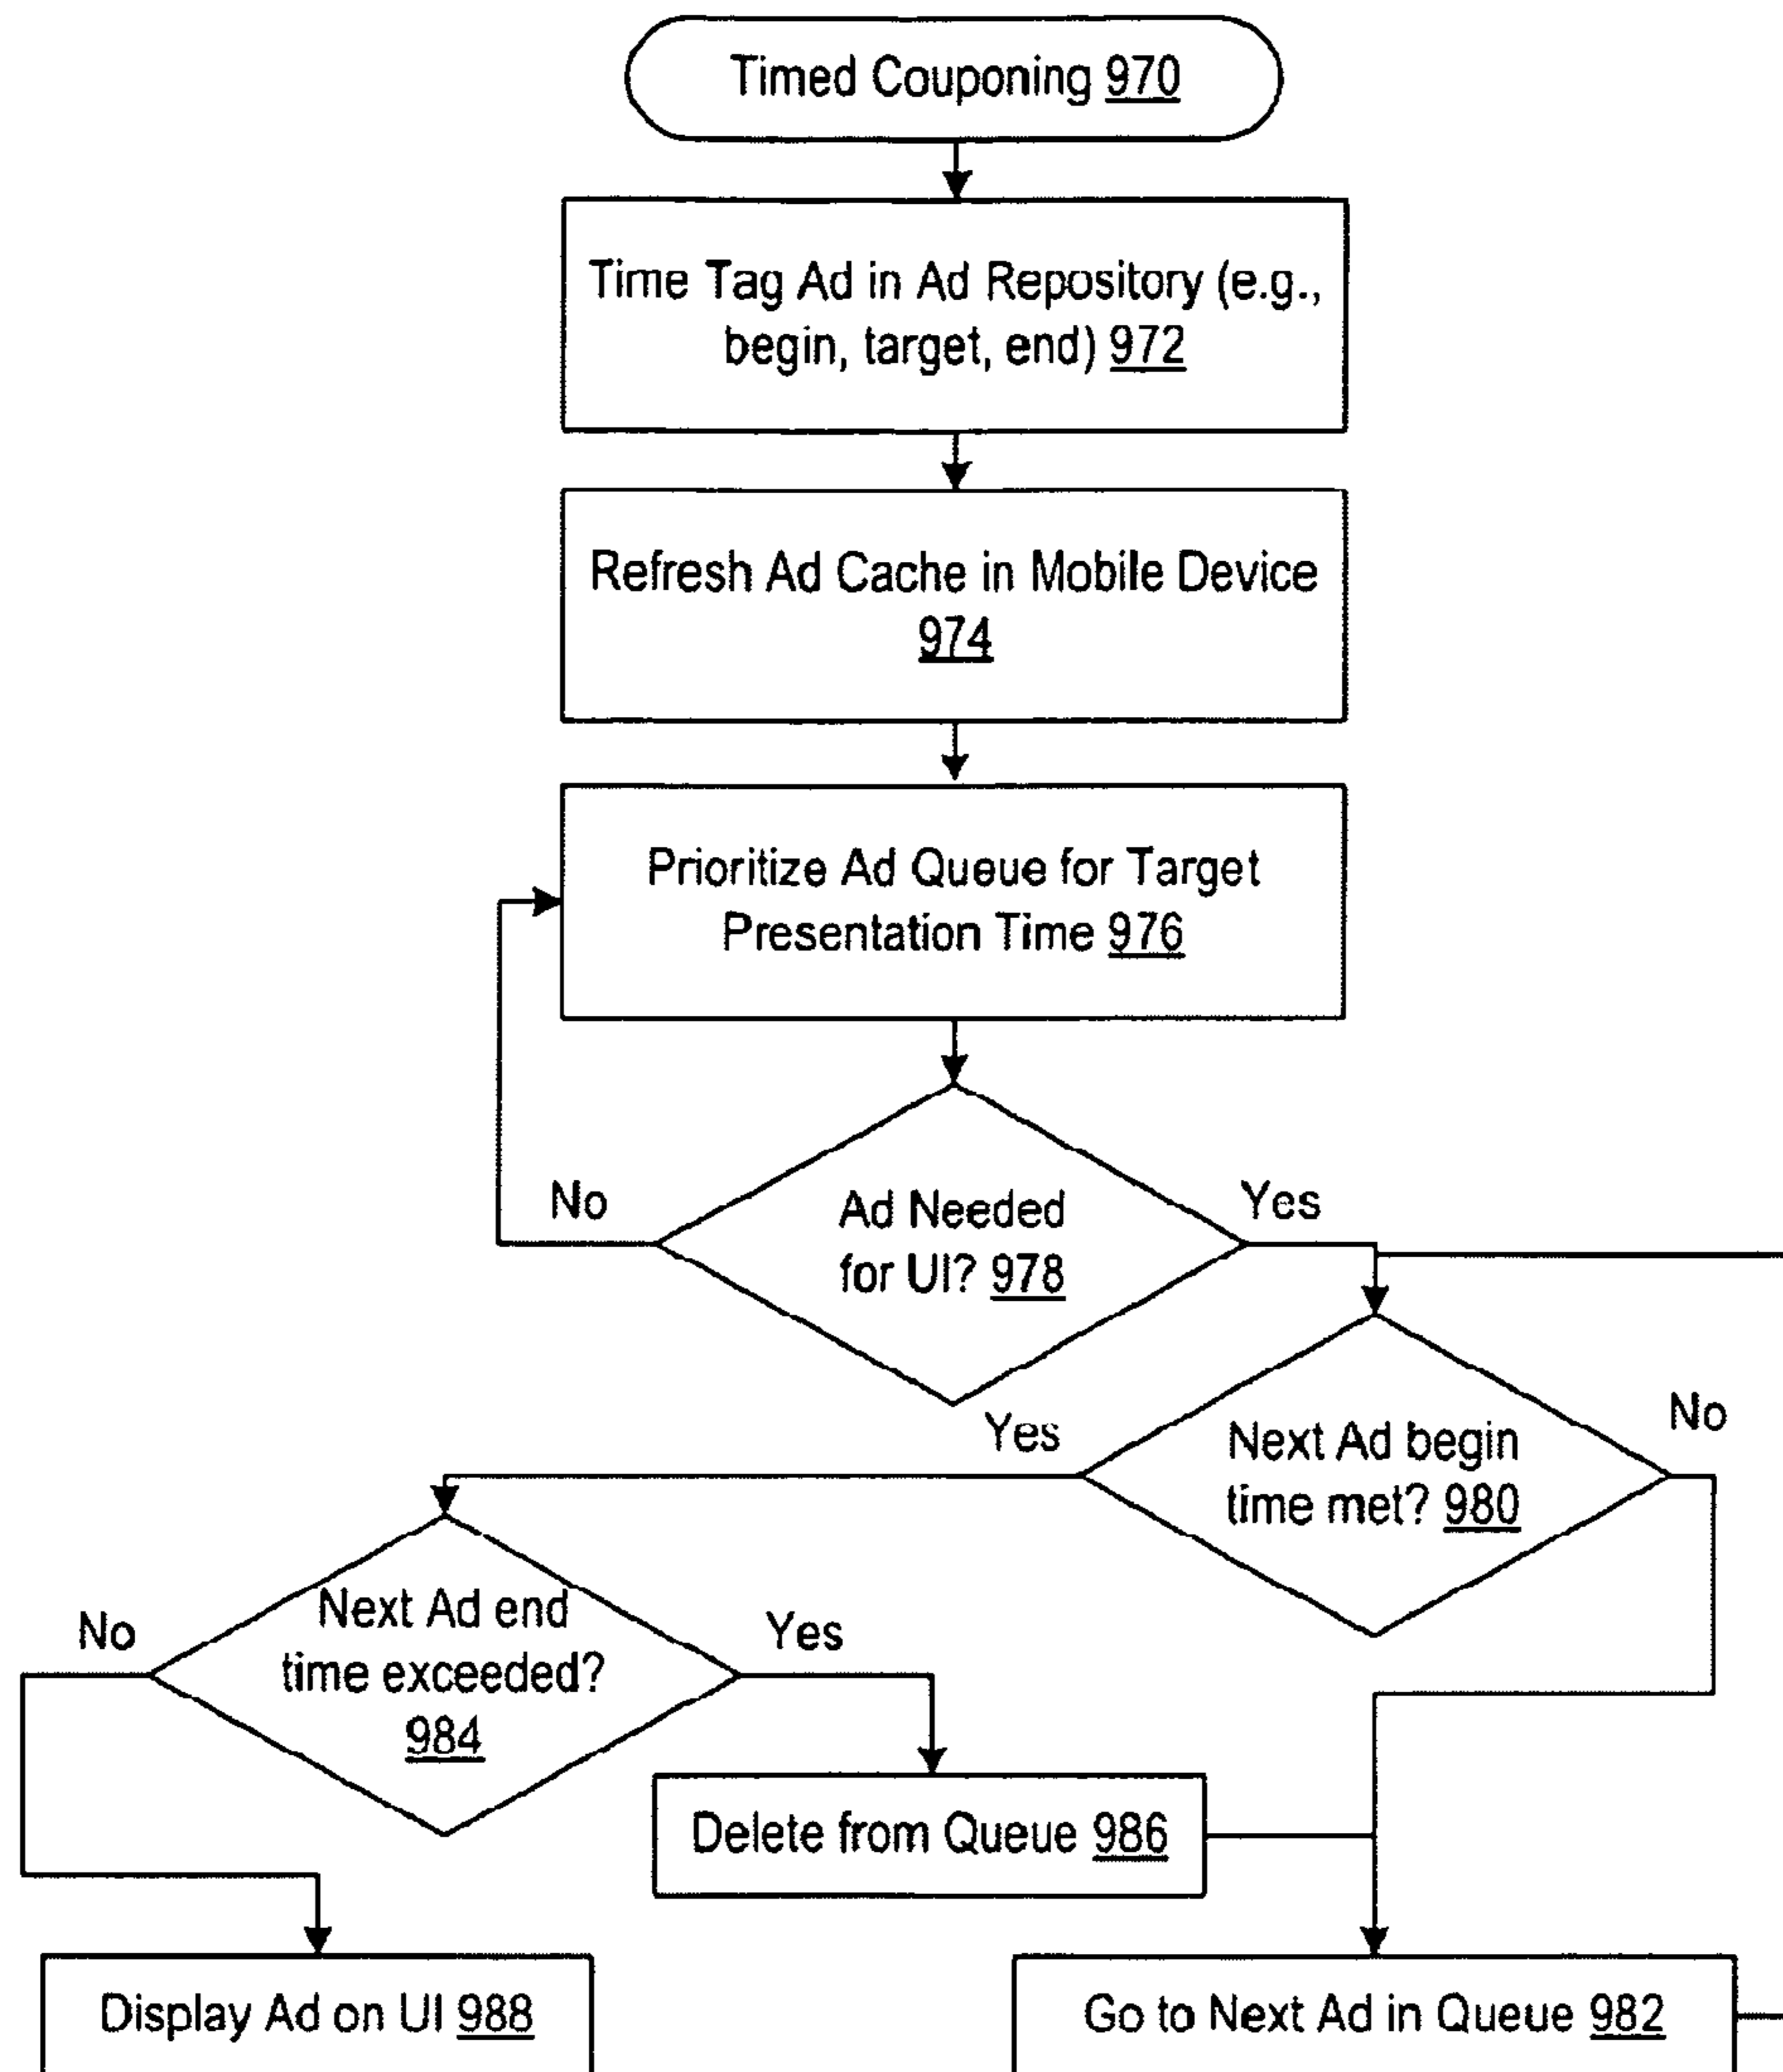 Timed Couponing 970
Time Tag Ad in Ad Repository (e.g.,
begin, target, end) 972
Refresh Ad Cache in Mobile Device
974
Prioritize Ad Queue for Target
Presentation Time 976
No
Ad Needed
for UI? 978
Yes
Yes
Next Ad begin
time met? 980
No
No
Next Ad end
time exceeded?
984
Yes
Delete from Queue 986
Display Ad on UI 988
Go to Next Ad in Queue 982